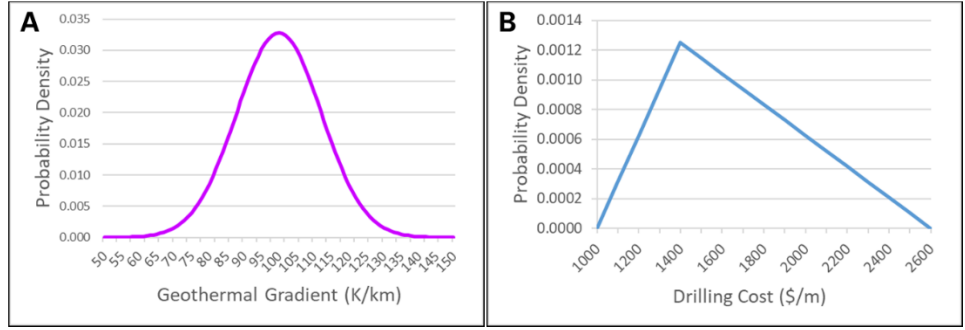 A
0.035
0.030
0.025
0.020
0.015
0.010
0.005
0.000
Probability Density
50 55 60 65 70 75 80 85 90 95 100 105 110 115 120 125 130 135 140 145 150
Geothermal Gradient (K/km)
B
0.0014
0.0012
0.0010
0.0008
0.0006
0.0004
0.0002
0.0000
Probability Density
1000 1200 1400 1600 1800 2000 2200 2400 2600
Drilling Cost ($/m)